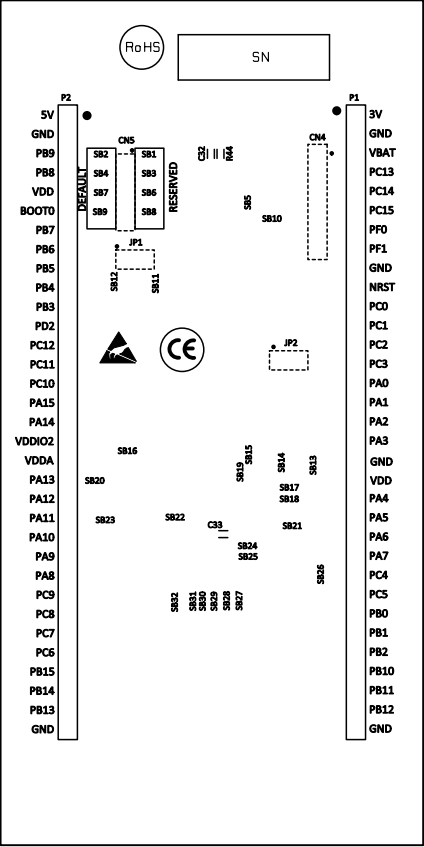 RoHS
SN
P2
P1
5V
GND
PB9
PB8
VDD
BOOT0
PB7
PB6
PB5
PB4
PB3
PD2
PC12
PC11
PC10
PA15
PA14
VDDIO2
VDDA
PA13
PA12
PA11
PA10
PA9
PA8
PC9
PC8
PC7
PC6
PB15
PB14
PB13
GND
CN5
DEFAULT
SB2
SB4
SB7
SB9
SB1
SB3
SB6
SB8
RESERVED
C32
R44
SB5
SB10
CN4
JP1
SB12
SB11
CE
JP2
SB16
SB20
SB23
SB22
SB15
SB19
SB14
SB13
SB17
SB18
SB21
C33
SB24
SB25
SB26
SB32
SB31
SB30
SB29
SB28
SB27
3V
GND
VBAT
PC13
PC14
PC15
PF0
PF1
GND
NRST
PC0
PC1
PC2
PC3
PA0
PA1
PA2
PA3
GND
VDD
PA4
PA5
PA6
PA7
PC4
PC5
PB0
PB1
PB2
PB10
PB11
PB12
GND